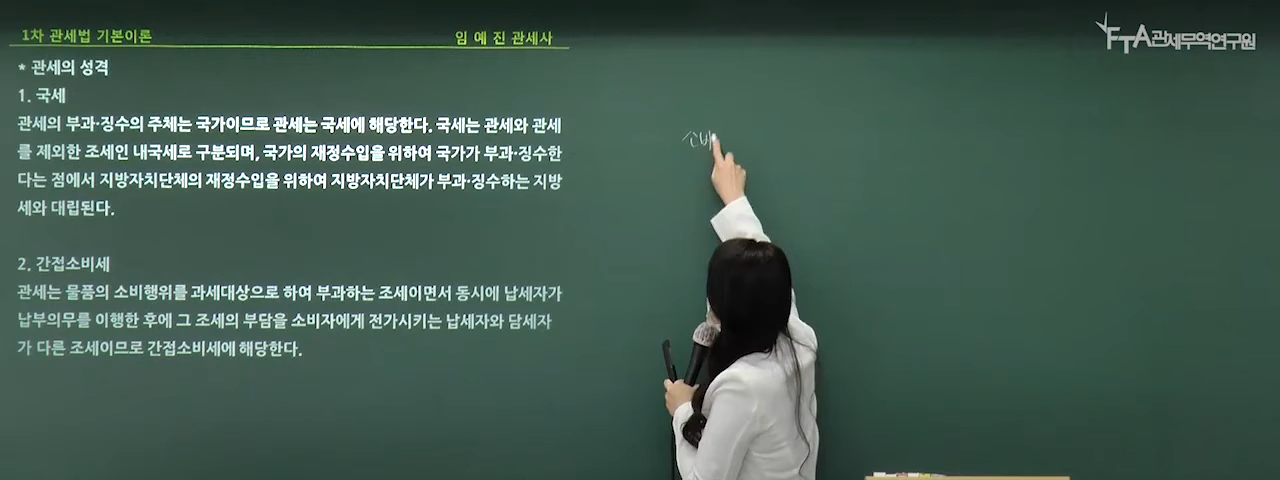 1차 관세법 기본이론
임 예 진 관세사
FTA관세무역연구원
* 관세의 성격
1. 국세
관세의 부과·징수의 주체는 국가이므로 관세는 국세에 해당한다. 국세는 관세와 관세
를 제외한 조세인 내국세로 구분되며, 국가의 재정수입을 위하여 국가가 부과·징수한
다는 점에서 지방자치단체의 재정수입을 위하여 지방자치단체가 부과·징수하는 지방
세와 대립된다.
2. 간접소비세
관세는 물품의 소비행위를 과세대상으로 하여 부과하는 조세이면서 동시에 납세자가
납부의무를 이행한 후에 그 조세의 부담을 소비자에게 전가시키는 납세자와 담세자
가 다른 조세이므로 간접소비세에 해당한다.
소비